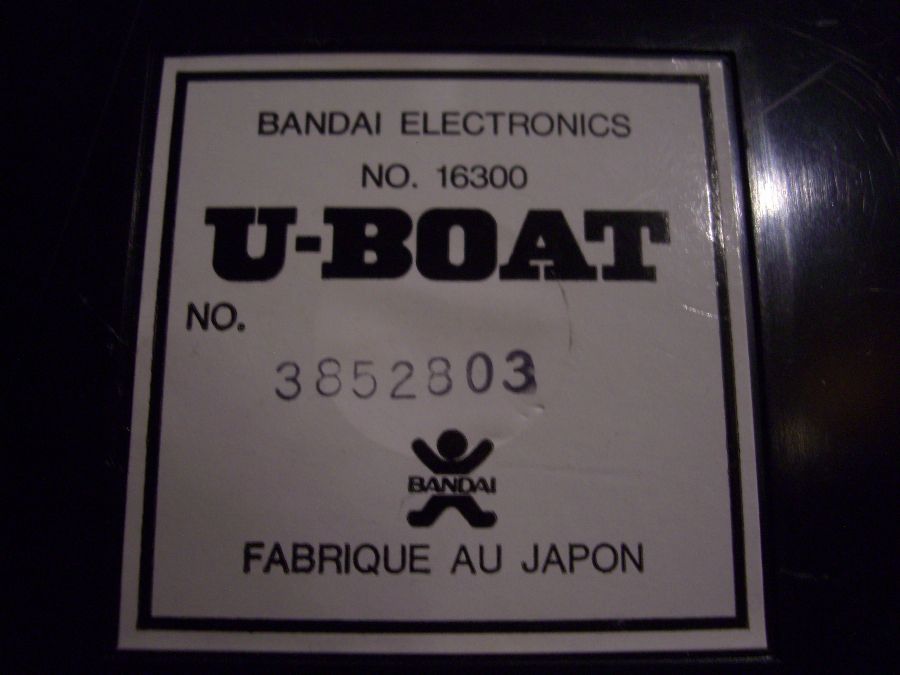 BANDAI ELECTRONICS
NO. 16300
U-BOAT
NO.
3852803
BANDAI
FABRIQUE AU JAPON